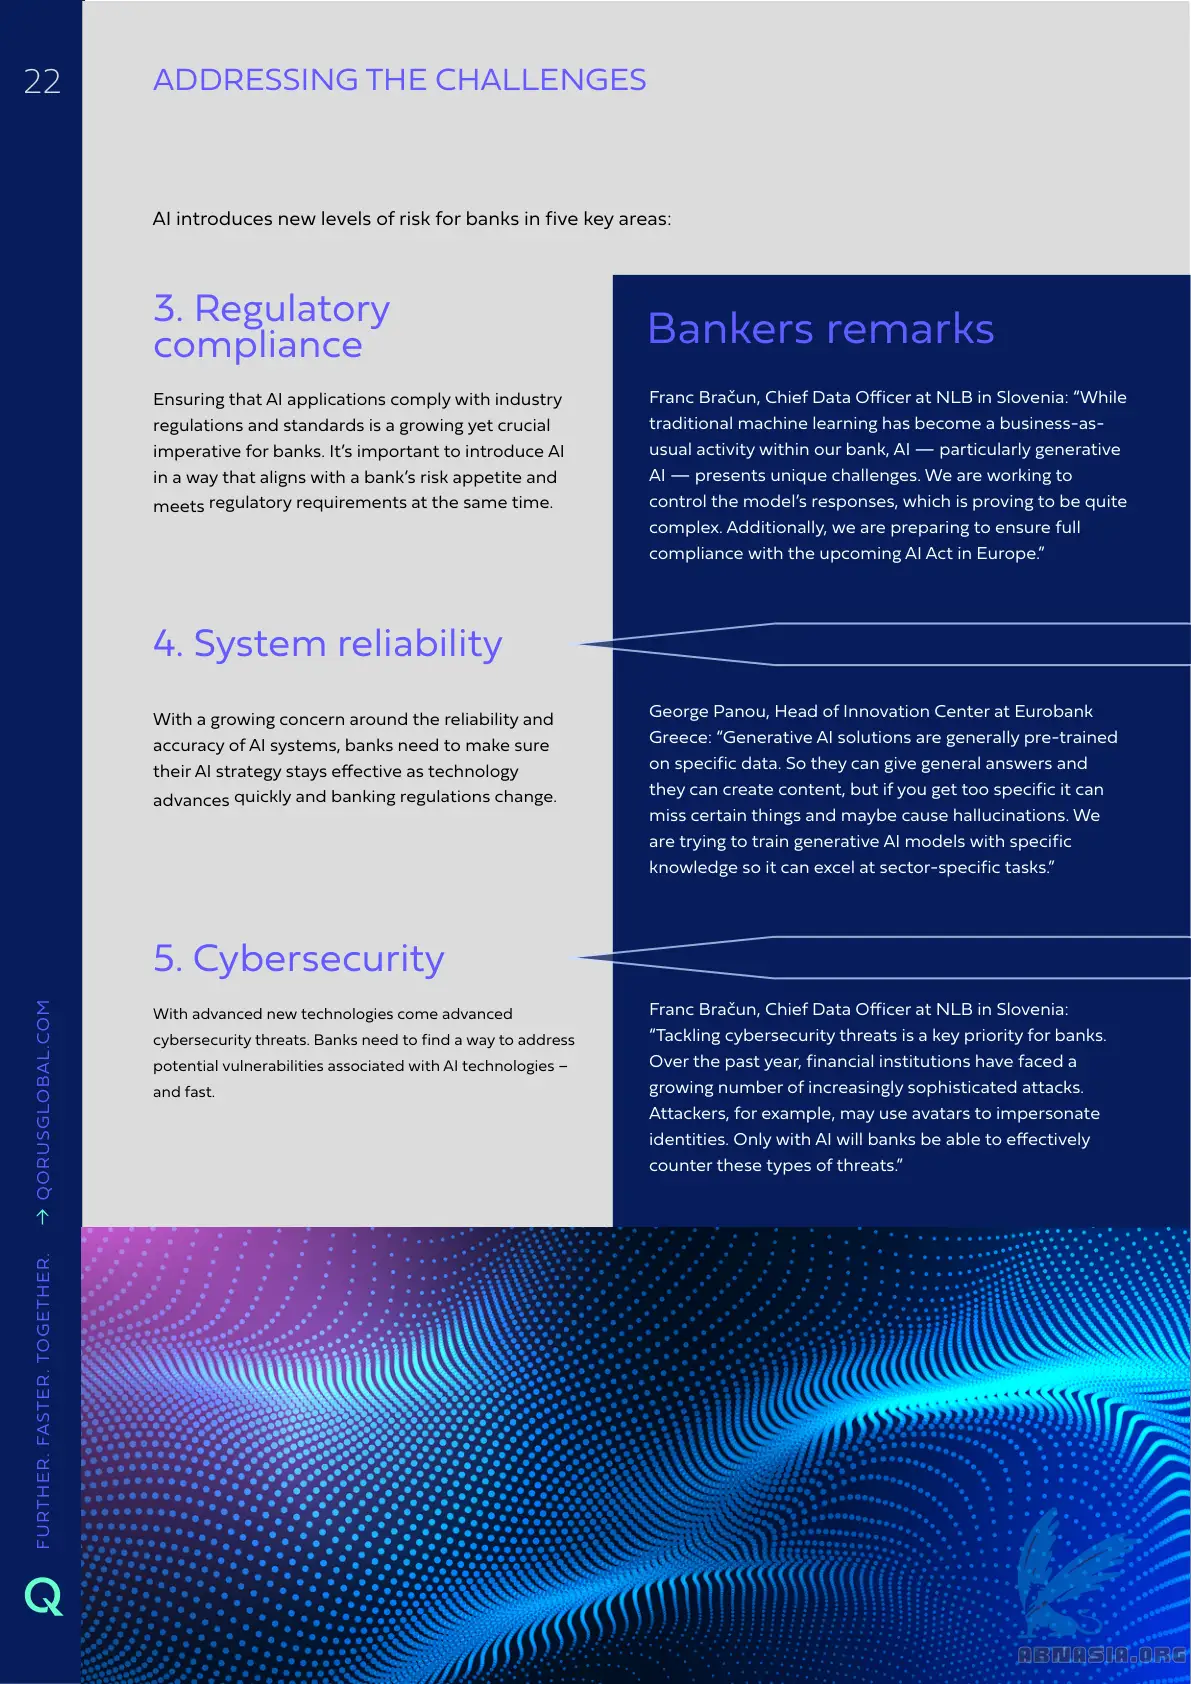 22
ADDRESSING THE CHALLENGES
AI introduces new levels of risk for banks in five key areas:
3. Regulatory
compliance
Ensuring that AI applications comply with industry
regulations and standards is a growing yet crucial
imperative for banks. It’s important to introduce AI
in a way that aligns with a bank’s risk appetite and
meets regulatory requirements at the same time.
Bankers remarks
Franc Bračun, Chief Data Officer at NLB in Slovenia: “While
traditional machine learning has become a business-as-
usual activity within our bank, AI — particularly generative
AI — presents unique challenges. We are working to
control the model’s responses, which is proving to be quite
complex. Additionally, we are preparing to ensure full
compliance with the upcoming AI Act in Europe.”
4. System reliability
With a growing concern around the reliability and
accuracy of AI systems, banks need to make sure
their AI strategy stays effective as technology
advances quickly and banking regulations change.
George Panou, Head of Innovation Center at Eurobank
Greece: “Generative AI solutions are generally pre-trained
on specific data. So they can give general answers and
they can create content, but if you get too specific it can
miss certain things and maybe cause hallucinations. We
are trying to train generative AI models with specific
knowledge so it can excel at sector-specific tasks.”
5. Cybersecurity
With advanced new technologies come advanced
cybersecurity threats. Banks need to find a way to address
potential vulnerabilities associated with AI technologies –
and fast.
Franc Bračun, Chief Data Officer at NLB in Slovenia:
“Tackling cybersecurity threats is a key priority for banks.
Over the past year, financial institutions have faced a
growing number of increasingly sophisticated attacks.
Attackers, for example, may use avatars to impersonate
identities. Only with AI will banks be able to effectively
counter these types of threats.”
FURTHER. FASTER. TOGETHER. → QORUSGLOBAL.COM
Q
ABNASIA.ORG